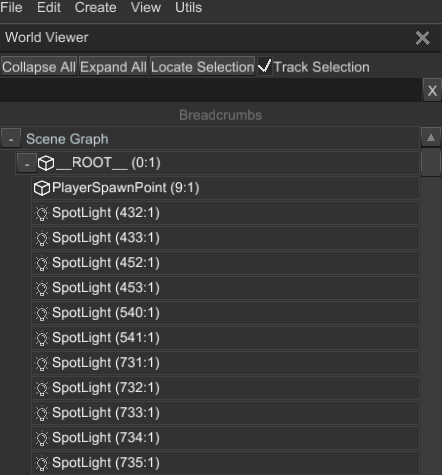 File Edit Create View Utils
World Viewer
Collapse All Expand All Locate Selection Track Selection
X
Breadcrumbs
- Scene Graph
- __ROOT__ (0:1)
PlayerSpawnPoint (9:1)
SpotLight (432:1)
SpotLight (433:1)
SpotLight (452:1)
SpotLight (453:1)
SpotLight (540:1)
SpotLight (541:1)
SpotLight (731:1)
SpotLight (732:1)
SpotLight (733:1)
SpotLight (734:1)
SpotLight (735:1)